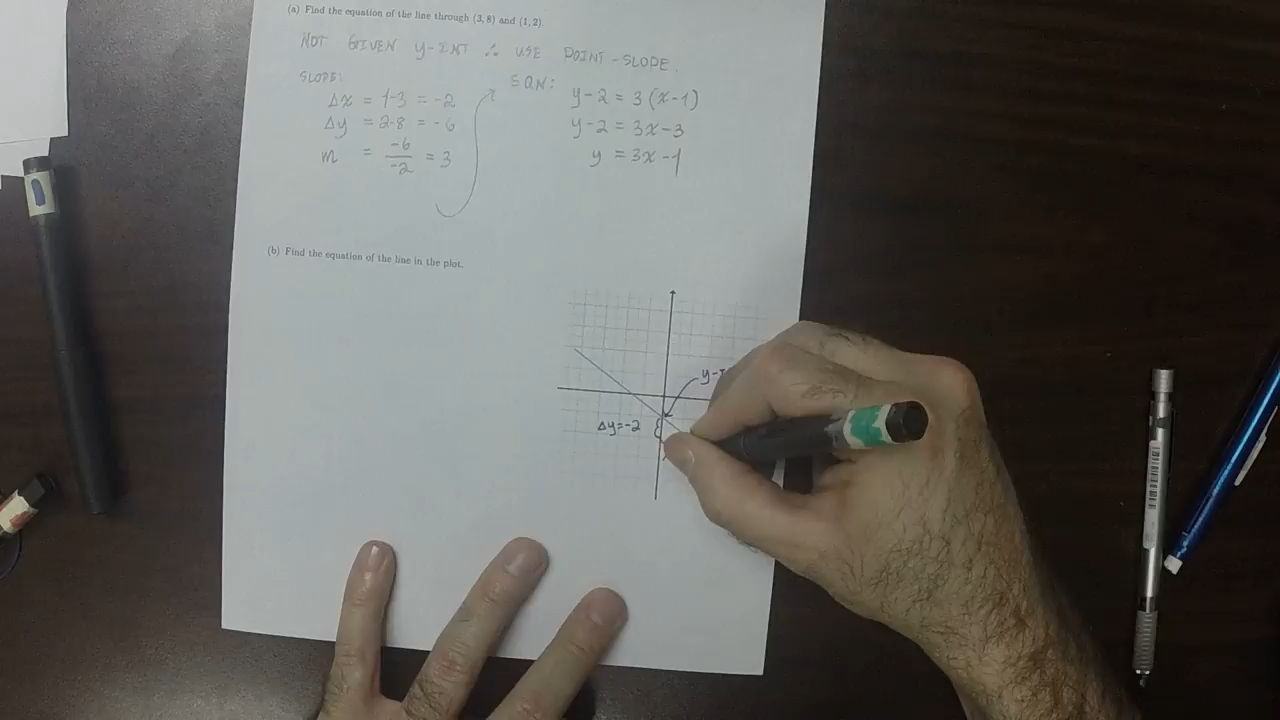 (a) Find the equation of the line through (3, 8) and (1, 2).
NOT GIVEN y-INT ∴ USE POINT-SLOPE.
SLOPE:
Δx = 1-3 = -2
Δy = 2-8 = -6
m = -6/-2 = 3
EQN:
y-2 = 3(x-1)
y-2 = 3x-3
y = 3x-1
(b) Find the equation of the line in the plot.
Δy=-2